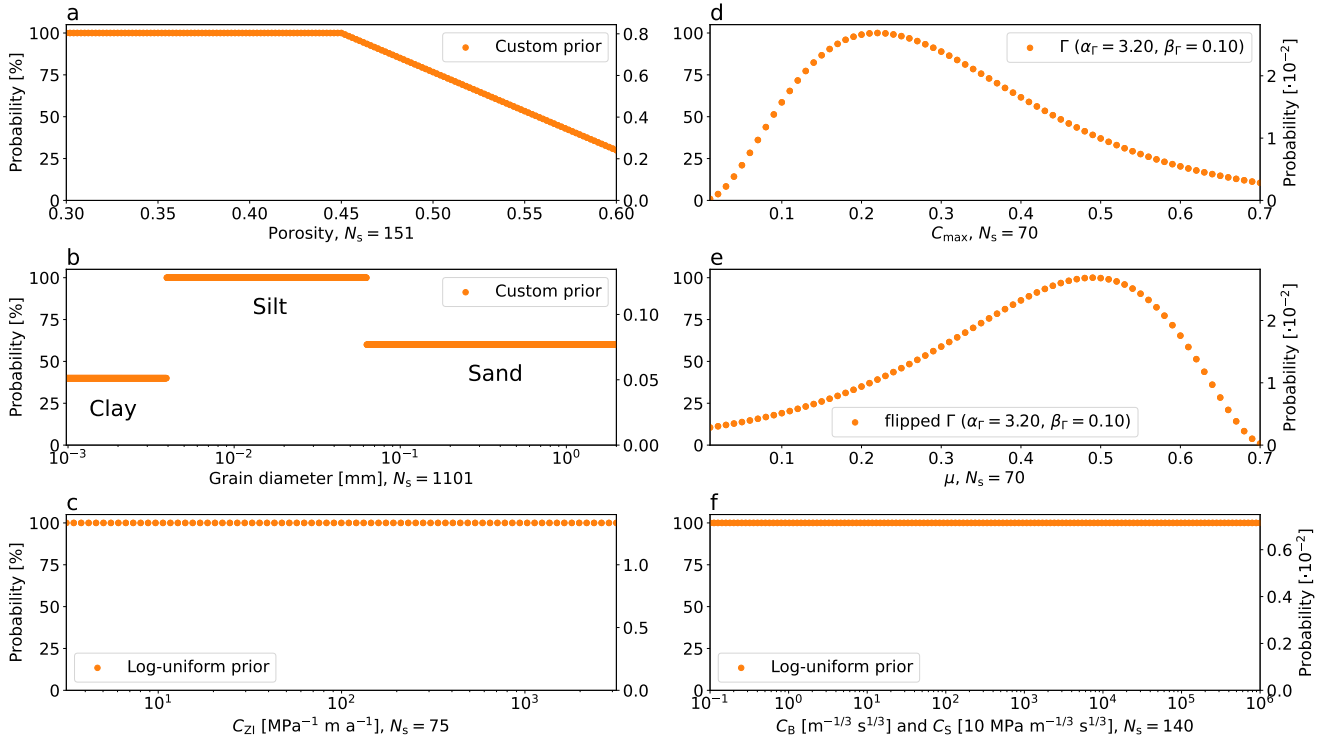 a
Probability [%]
100
75
50
25
0
0.8
0.6
0.4
0.2
0.0
Custom prior
0.30 0.35 0.40 0.45 0.50 0.55 0.60
Porosity, Nₛ = 151
b
Probability [%]
100
75
50
25
0
0.10
0.05
0.00
Custom prior
Silt
Sand
Clay
10⁻³ 10⁻² 10⁻¹ 10⁰
Grain diameter [mm], Nₛ = 1101
c
Probability [%]
100
75
50
25
0
1.0
0.5
0.0
Log-uniform prior
10¹ 10² 10³
C_ZI [MPa⁻¹ m a⁻¹], Nₛ = 75
d
100
75
50
25
0
2
1
0
Probability [·10⁻²]
Γ (α_Γ = 3.20, β_Γ = 0.10)
0.1 0.2 0.3 0.4 0.5 0.6 0.7
C_max, Nₛ = 70
e
100
75
50
25
0
2
1
0
Probability [·10⁻²]
flipped Γ (α_Γ = 3.20, β_Γ = 0.10)
0.1 0.2 0.3 0.4 0.5 0.6 0.7
μ, Nₛ = 70
f
100
75
50
25
0
0.6
0.4
0.2
0.0
Probability [·10⁻²]
Log-uniform prior
10⁻¹ 10⁰ 10¹ 10² 10³ 10⁴ 10⁵ 10⁶
C_B [m⁻¹ᐟ³ s¹ᐟ³] and C_S [10 MPa m⁻¹ᐟ³ s¹ᐟ³], Nₛ = 140